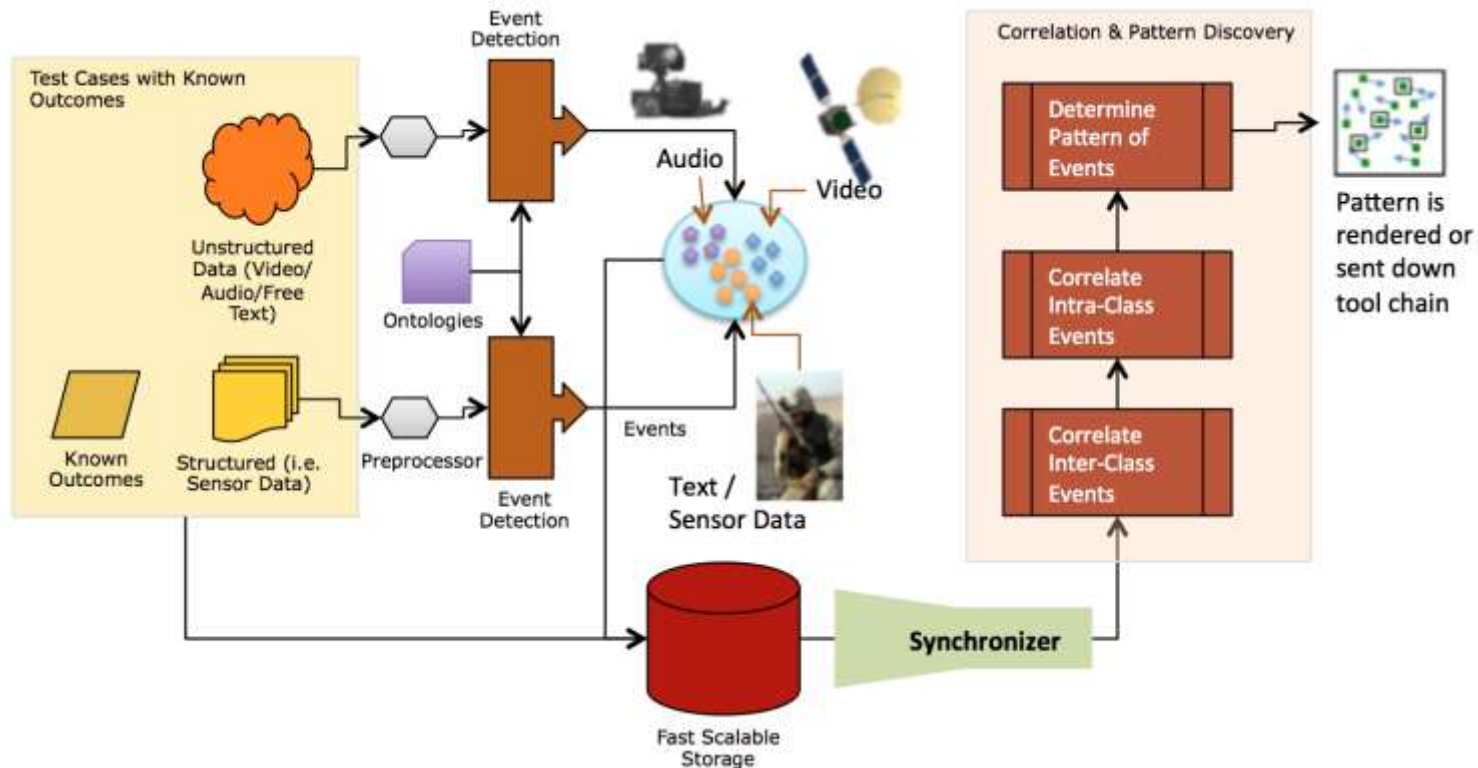 Test Cases with Known
Outcomes
Unstructured
Data (Video/
Audio/Free
Text)
Known
Outcomes
Structured (i.e.
Sensor Data)
Ontologies
Preprocessor
Event
Detection
Event
Detection
Audio
Video
Events
Text /
Sensor Data
Fast Scalable
Storage
Synchronizer
Correlation & Pattern Discovery
Determine
Pattern of
Events
Correlate
Intra-Class
Events
Correlate
Inter-Class
Events
Pattern is
rendered or
sent down
tool chain